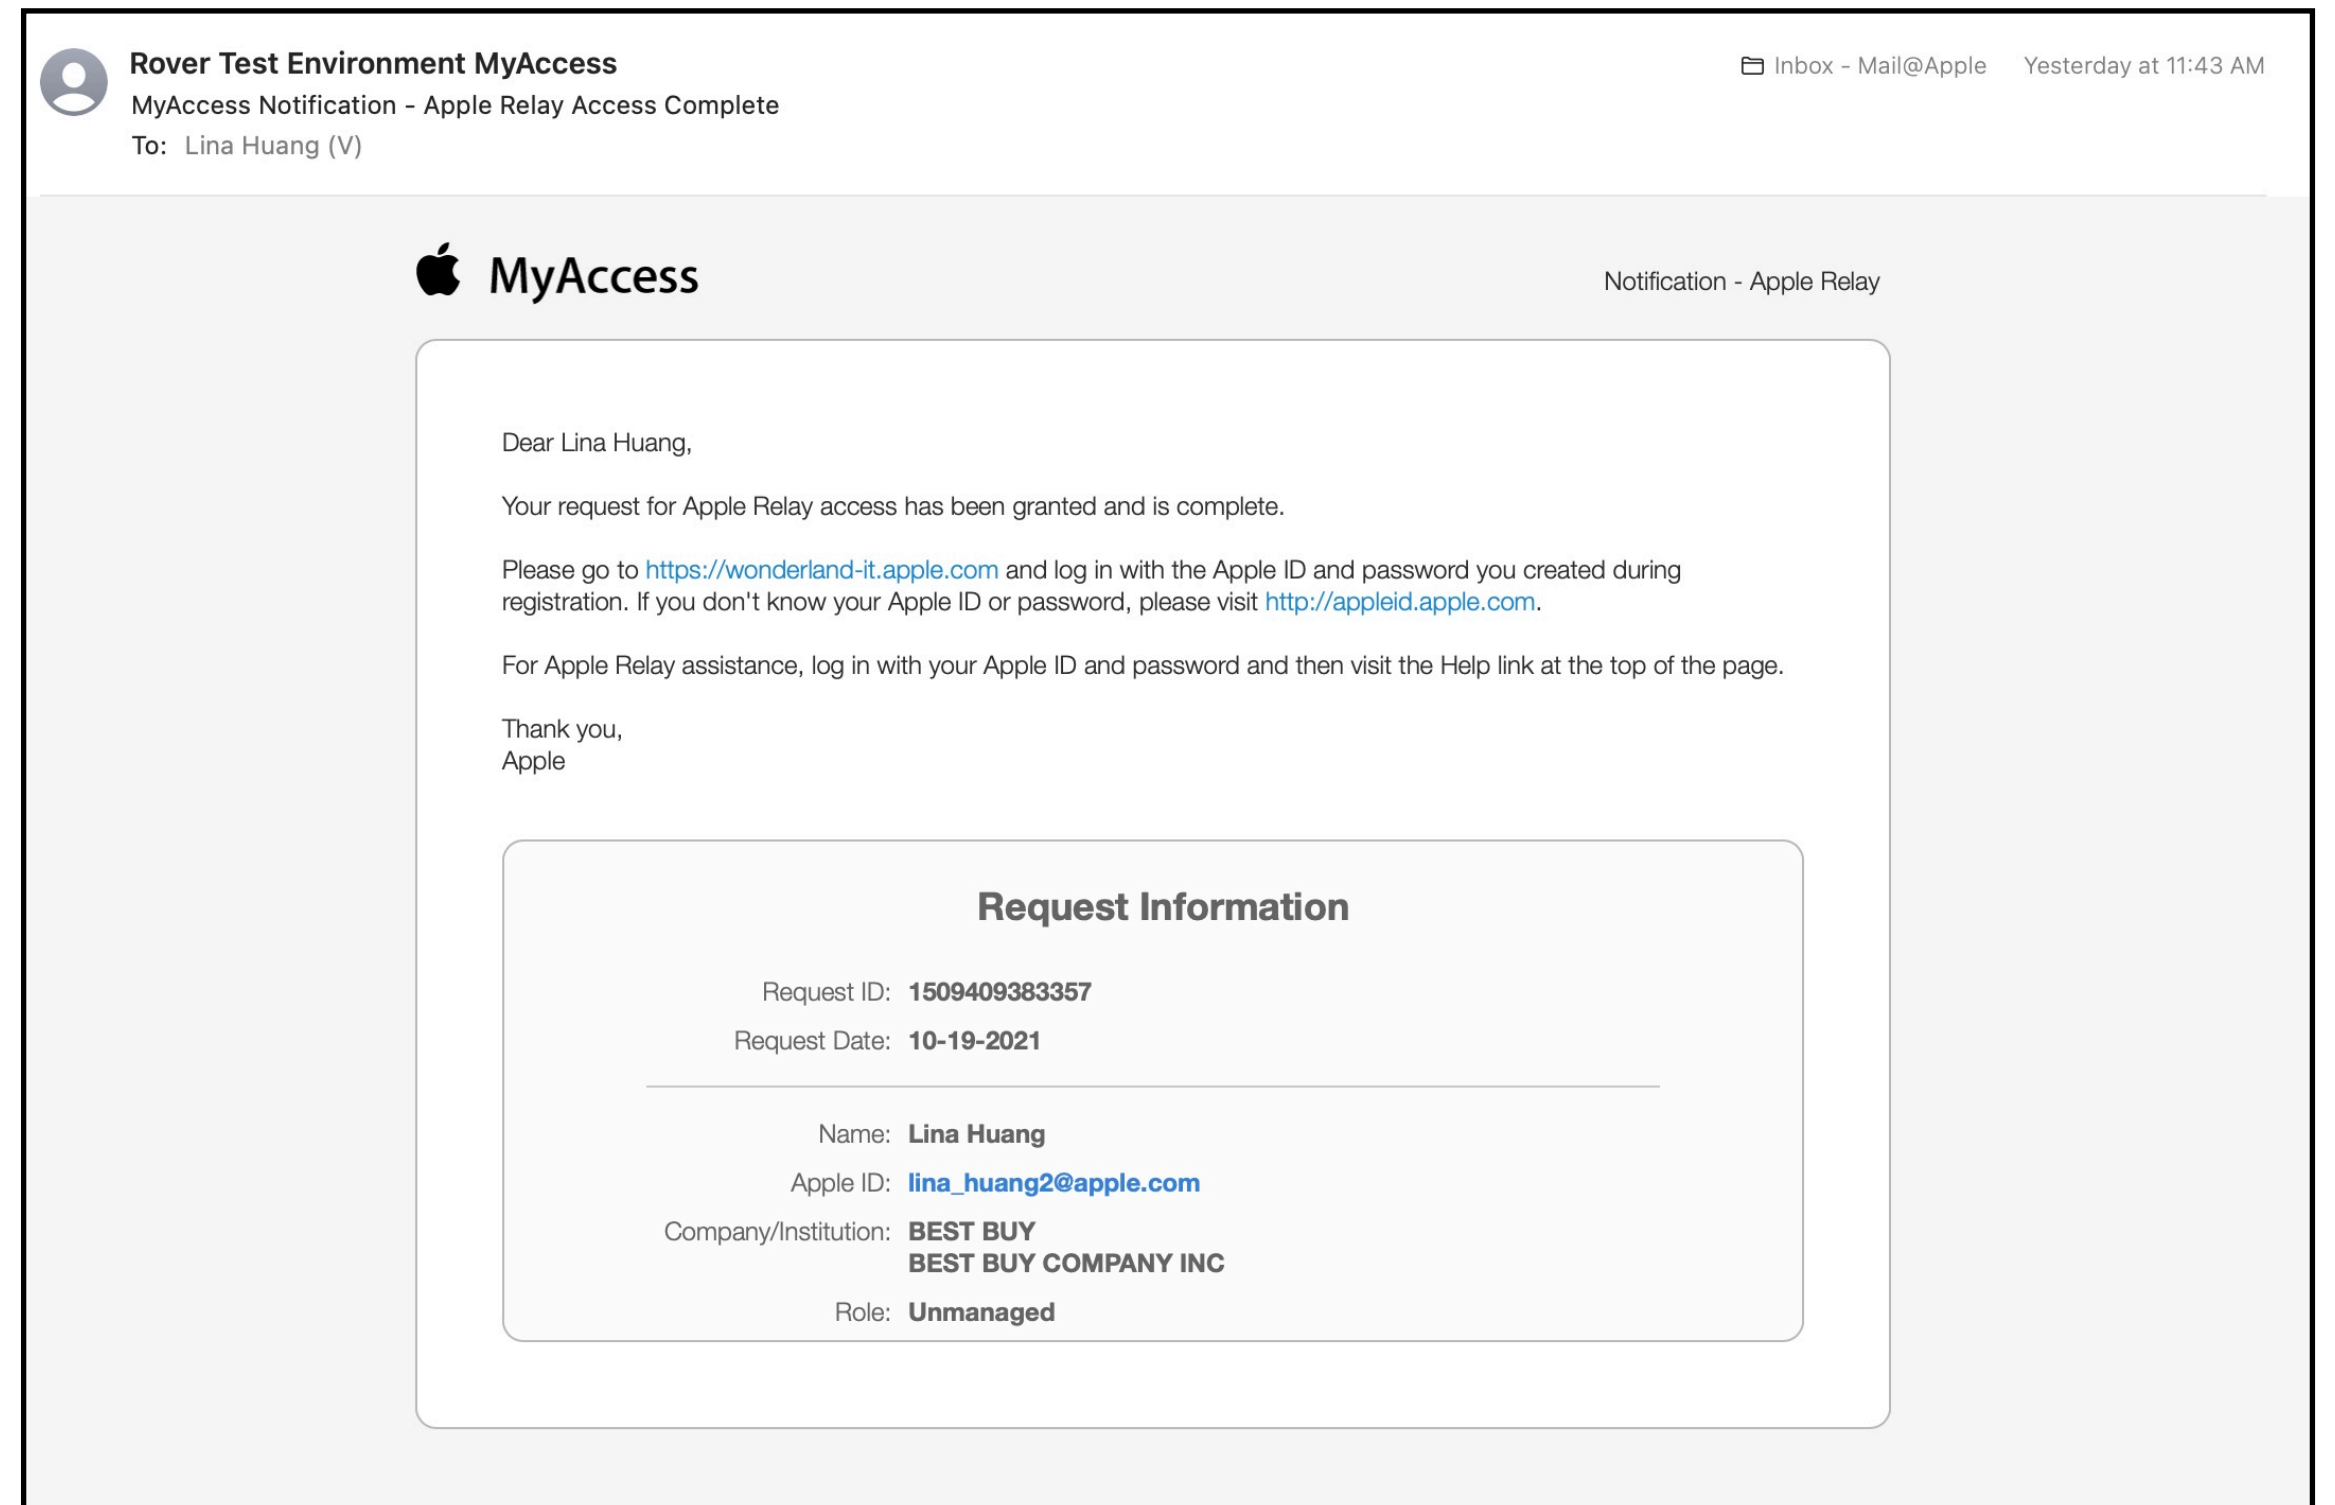 Rover Test Environment MyAccess
Inbox - Mail@Apple Yesterday at 11:43 AM
MyAccess Notification - Apple Relay Access Complete
To: Lina Huang (V)
MyAccess
Notification - Apple Relay
Dear Lina Huang,
Your request for Apple Relay access has been granted and is complete.
Please go to https://wonderland-it.apple.com and log in with the Apple ID and password you created during
registration. If you don't know your Apple ID or password, please visit http://appleid.apple.com.
For Apple Relay assistance, log in with your Apple ID and password and then visit the Help link at the top of the page.
Thank you,
Apple
Request Information
Request ID: 1509409383357
Request Date: 10-19-2021
Name: Lina Huang
Apple ID: lina_huang2@apple.com
Company/Institution: BEST BUY
BEST BUY COMPANY INC
Role: Unmanaged